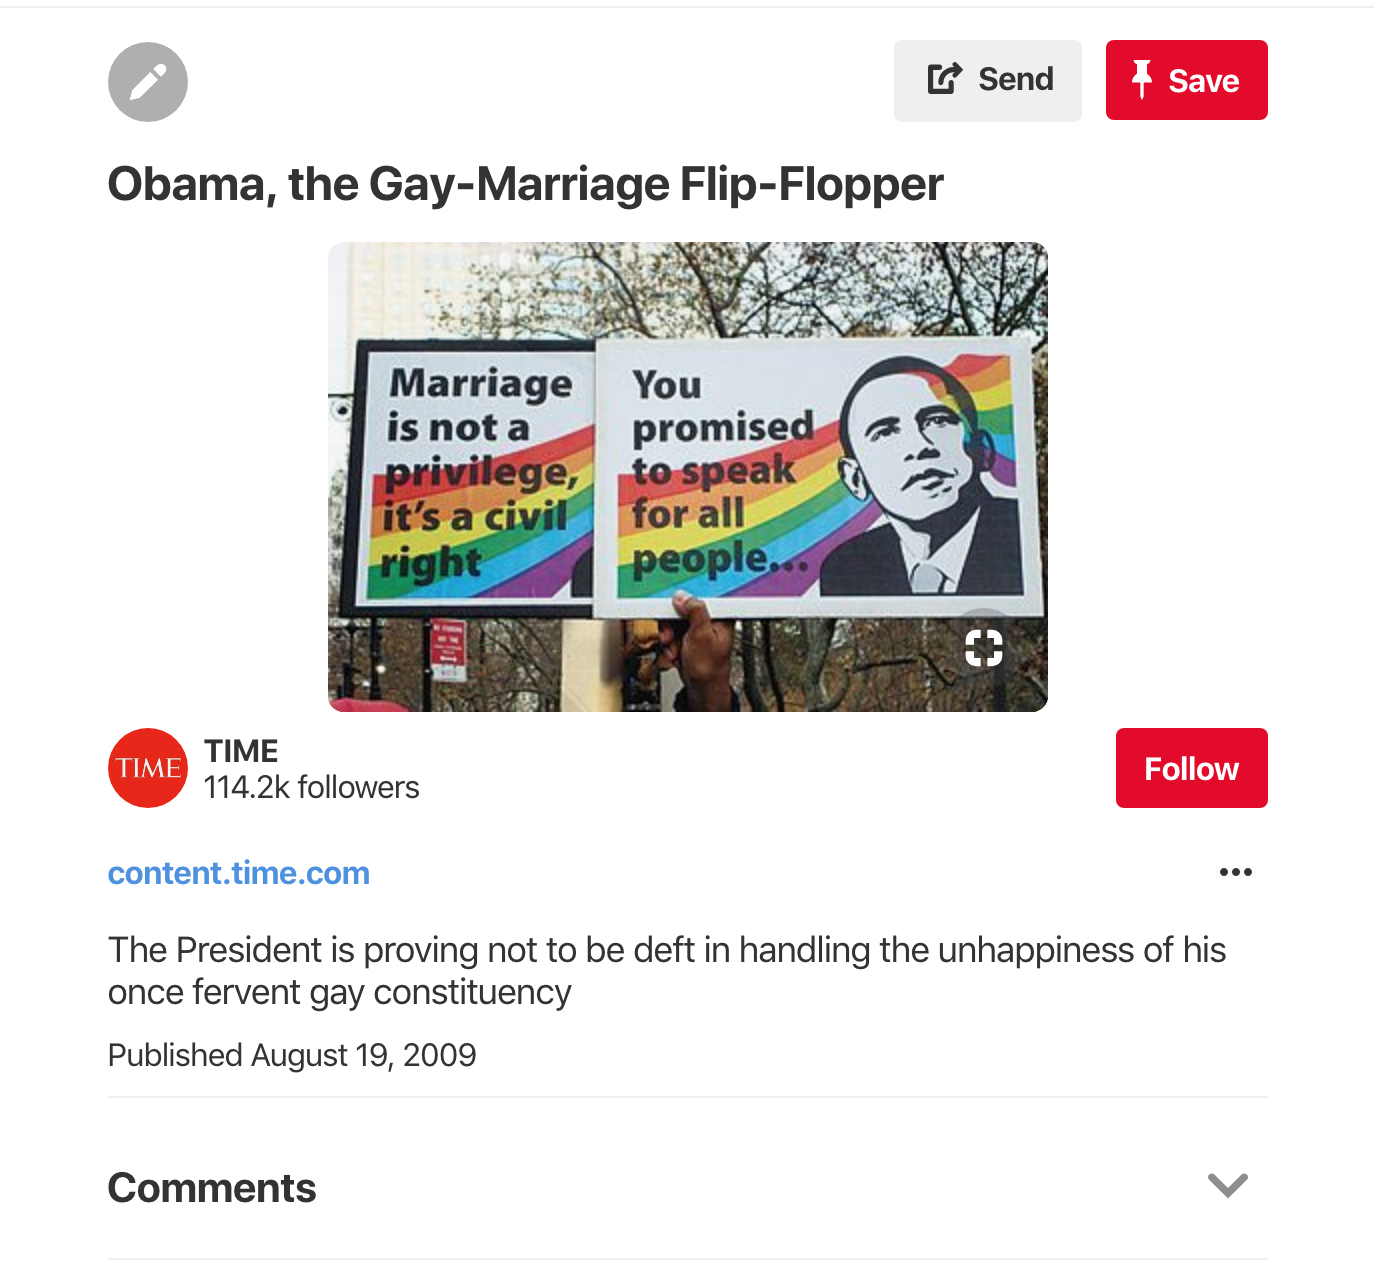 Send
Save
Obama, the Gay-Marriage Flip-Flopper
Marriage
is not a
privilege,
it's a civil
right
You
promised
to speak
for all
people...
TIME
TIME
114.2k followers
Follow
content.time.com
The President is proving not to be deft in handling the unhappiness of his
once fervent gay constituency
Published August 19, 2009
Comments